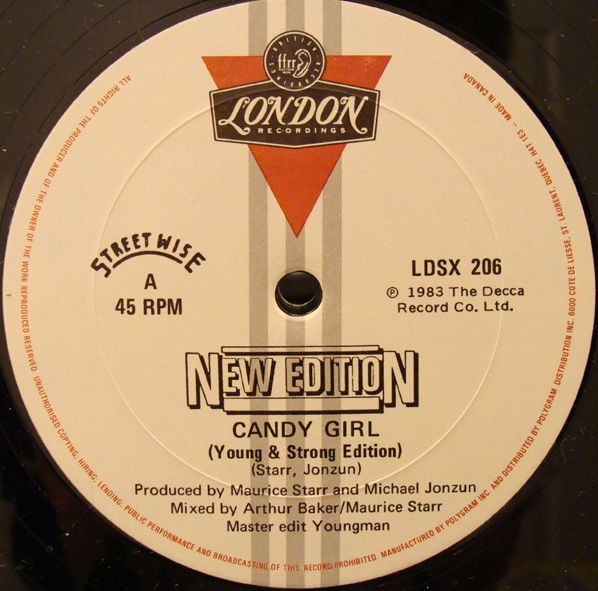 BRITISH
ffrr
RECORDINGS
LONDON
RECORDINGS
STREETWISE
A
45 RPM
LDSX 206
℗ 1983 The Decca
Record Co. Ltd.
NEW EDITION
CANDY GIRL
(Young & Strong Edition)
(Starr, Jonzun)
Produced by Maurice Starr and Michael Jonzun
Mixed by Arthur Baker/Maurice Starr
Master edit Youngman
ALL RIGHTS OF THE PRODUCER AND OF THE OWNER OF THE WORK REPRODUCED RESERVED. UNAUTHORISED COPYING, HIRING, LENDING, PUBLIC PERFORMANCE AND BROADCASTING OF THIS RECORD PROHIBITED. MANUFACTURED BY POLYGRAM INC. AND DISTRIBUTED BY POLYGRAM DISTRIBUTION INC. 6000 COTE DE LIESSE, ST. LAURENT, QUEBEC H4T 1E3 – MADE IN CANADA